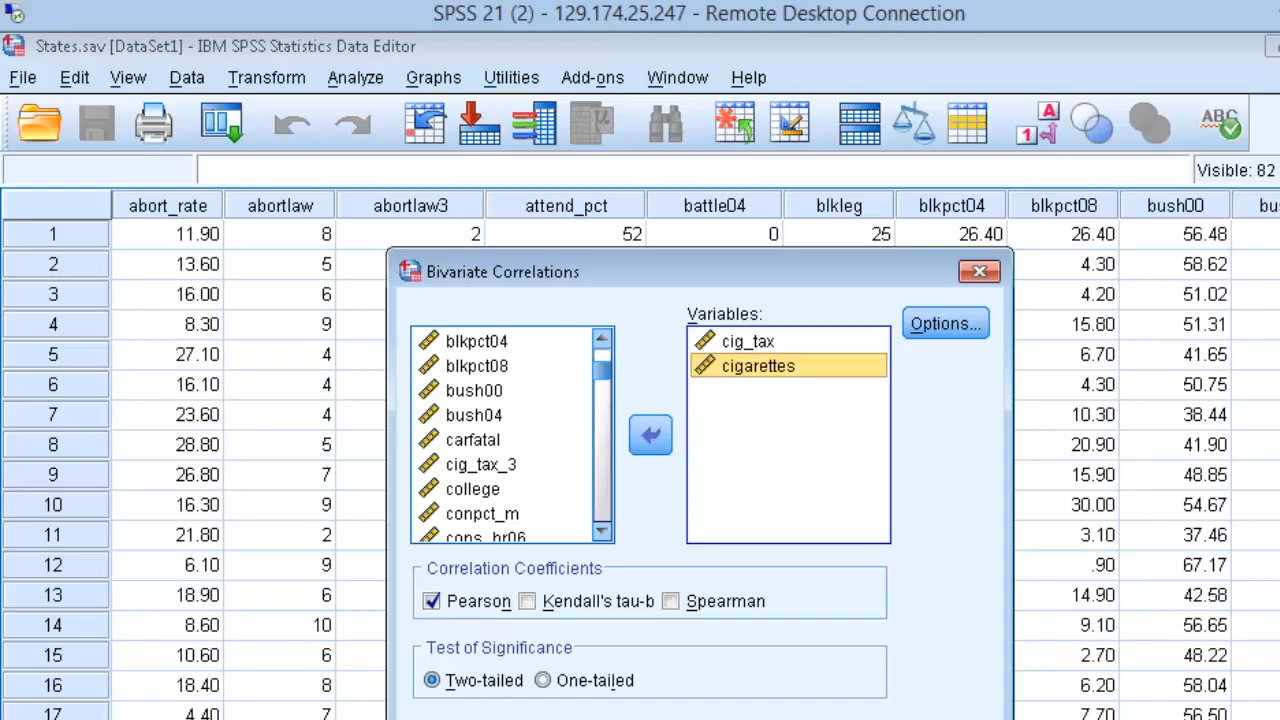 SPSS 21 (2) - 129.174.25.247 - Remote Desktop Connection
States.sav [DataSet1] - IBM SPSS Statistics Data Editor
File Edit View Data Transform Analyze Graphs Utilities Add-ons Window Help
A
1
ABC
Visible: 82
abort_rate abortlaw abortlaw3 attend_pct battle04 blkleg blkpct04 blkpct08 bush00 bu
1 11.90 8 2 52 0 25 26.40 26.40 56.48
2 13.60 5 4.30 58.62
3 16.00 6 4.20 51.02
4 8.30 9 15.80 51.31
5 27.10 4 6.70 41.65
6 16.10 4 4.30 50.75
7 23.60 4 10.30 38.44
8 28.80 5 20.90 41.90
9 26.80 7 15.90 48.85
10 16.30 9 30.00 54.67
11 21.80 2 3.10 37.46
12 6.10 9 .90 67.17
13 18.90 6 14.90 42.58
14 8.60 10 9.10 56.65
15 10.60 6 2.70 48.22
16 18.40 8 6.20 58.04
17 4.40 7 7.70 56.50
Bivariate Correlations
blkpct04
blkpct08
bush00
bush04
carfatal
cig_tax_3
college
conpct_m
cons_hr06
Variables:
cig_tax
cigarettes
Options...
Correlation Coefficients
Pearson Kendall's tau-b Spearman
Test of Significance
Two-tailed One-tailed